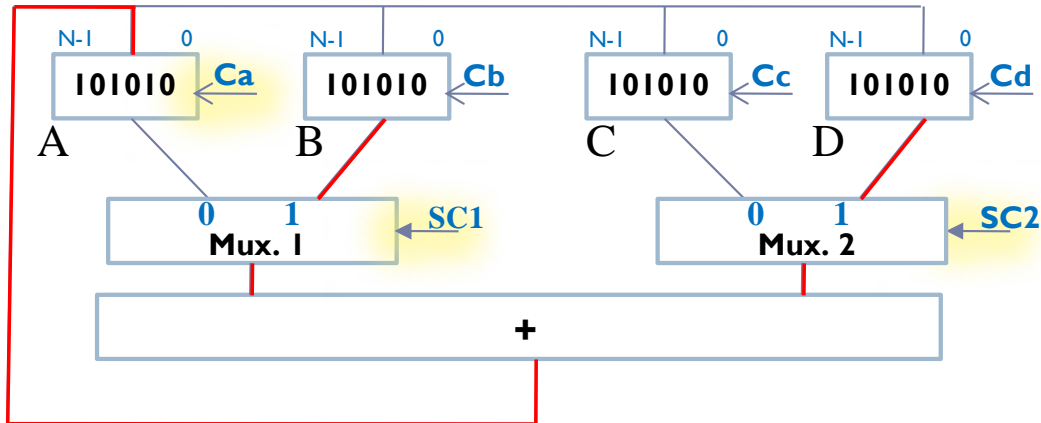 N-1 0 N-1 0 N-1 0 N-1 0
101010 Ca 101010 Cb 101010 Cc 101010 Cd
A B C D
0 1 SC1 0 1 SC2
Mux. 1 Mux. 2
+